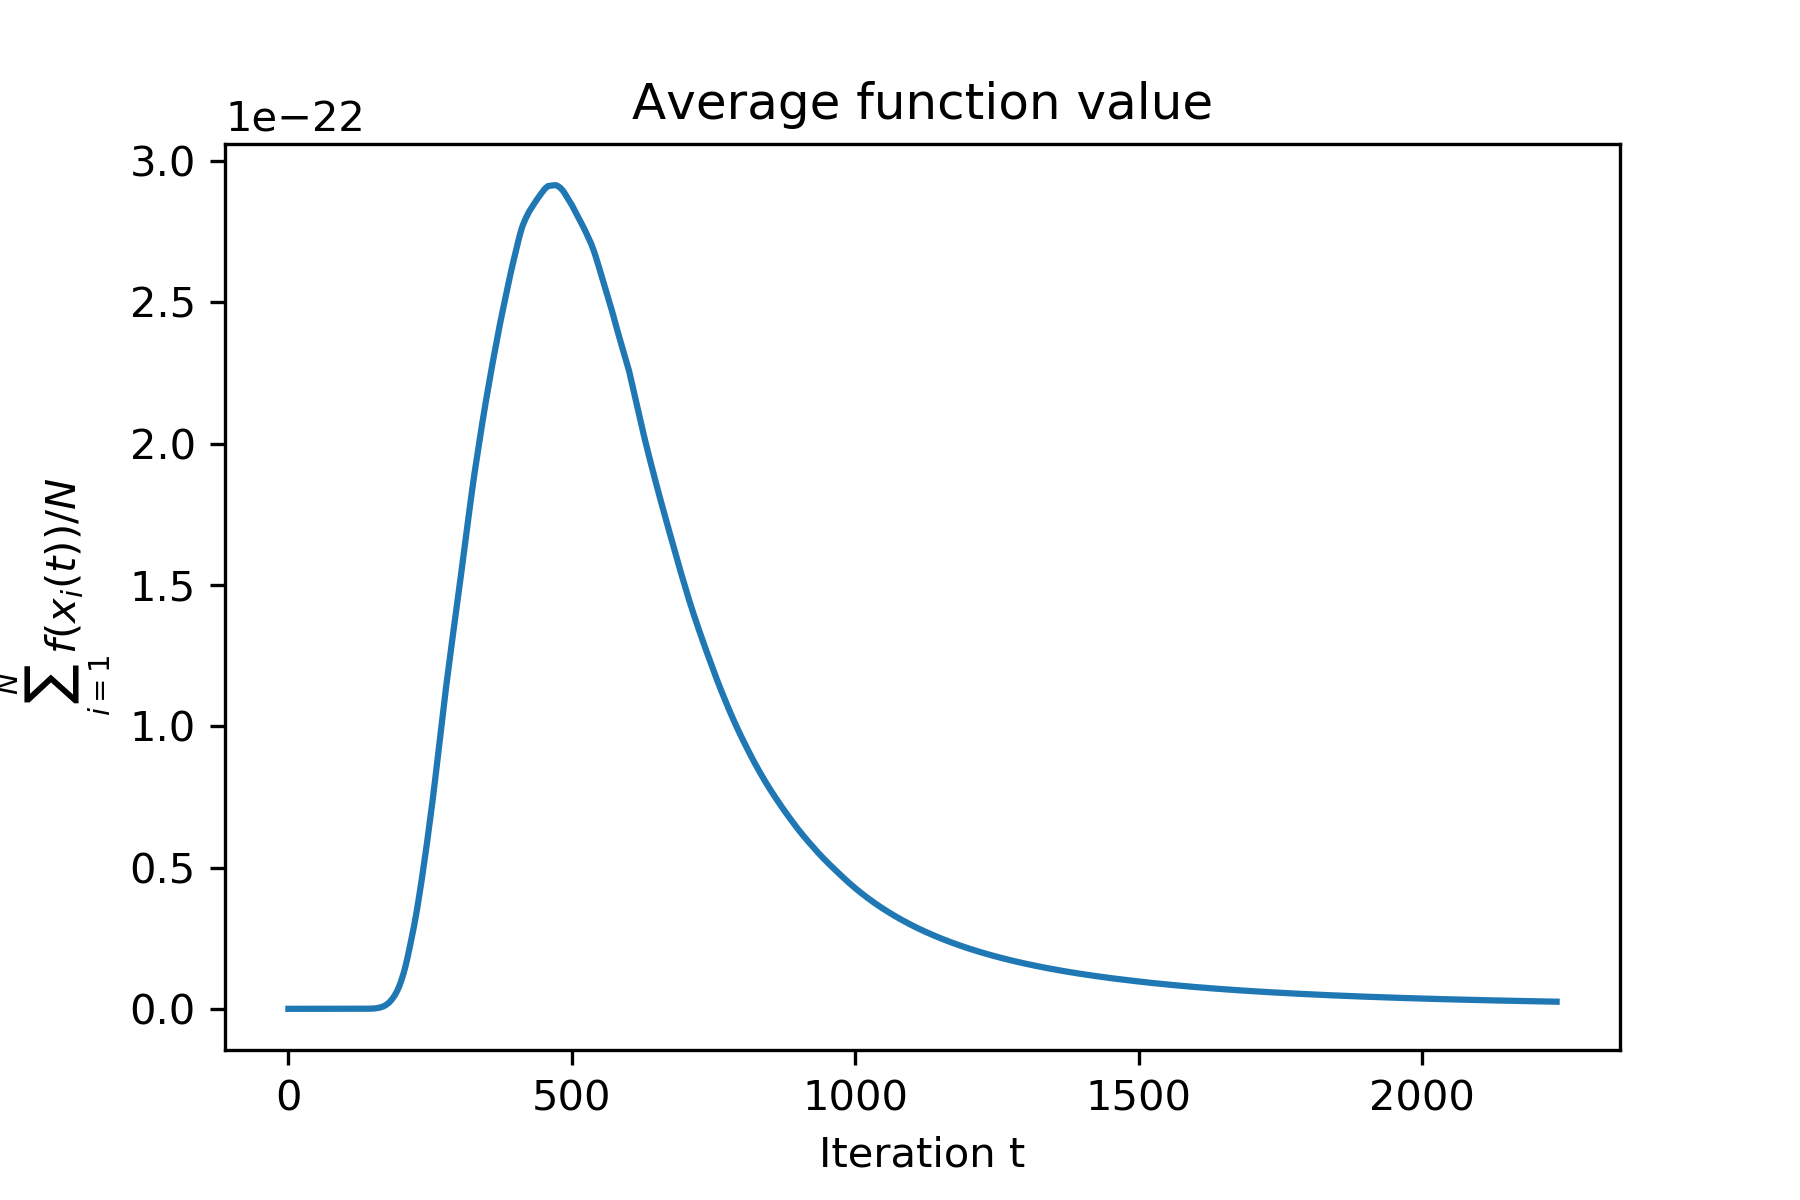 Average function value
1e−22
3.0
2.5
2.0
1.5
1.0
0.5
0.0
N
∑ f(x_i(t))/N
i = 1
0 500 1000 1500 2000
Iteration t